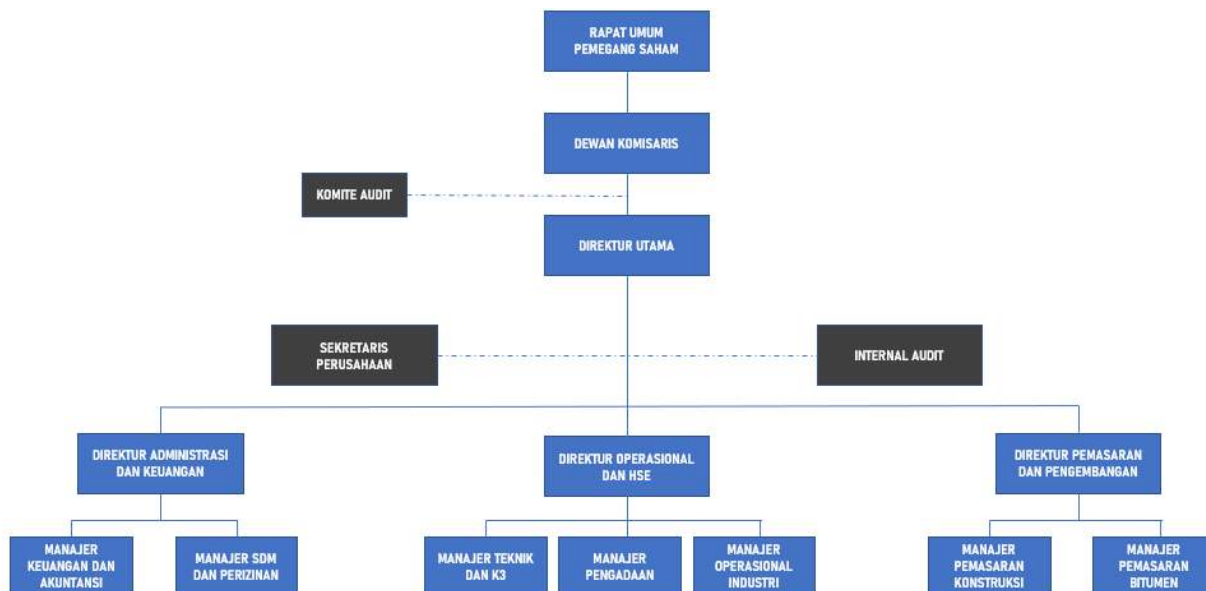 RAPAT UMUM
PEMEGANG SAHAM
DEWAN KOMISARIS
KOMITE AUDIT
DIREKTUR UTAMA
SEKRETARIS
PERUSAHAAN
INTERNAL AUDIT
DIREKTUR ADMINISTRASI
DAN KEUANGAN
DIREKTUR OPERASIONAL
DAN HSE
DIREKTUR PEMASARAN
DAN PENGEMBANGAN
MANAJER
KEUANGAN DAN
AKUNTANSI
MANAJER SDM
DAN PERIZINAN
MANAJER TEKNIK
DAN K3
MANAJER
PENGADAAN
MANAJER
OPERASIONAL
INDUSTRI
MANAJER
PEMASARAN
KONSTRUKSI
MANAJER
PEMASARAN
BITUMEN